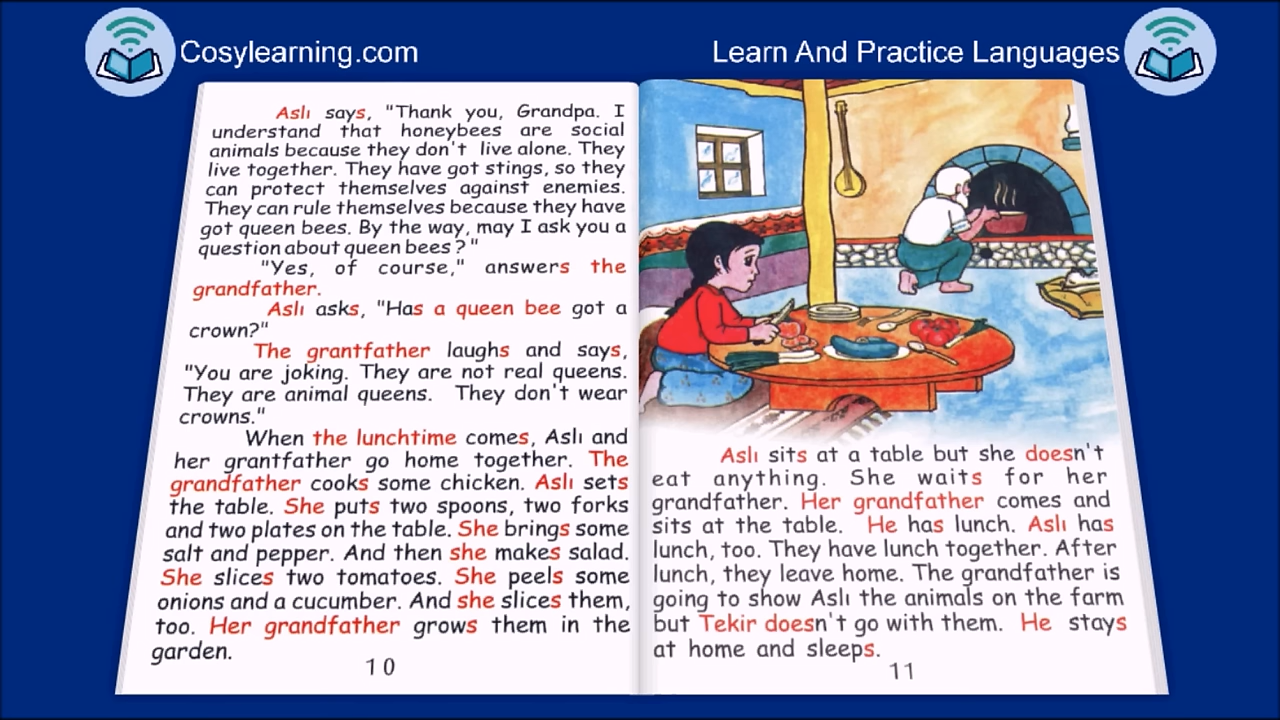 Cosylearning.com
Learn And Practice Languages
Aslı says, "Thank you, Grandpa. I
understand that honeybees are social
animals because they don't live alone. They
live together. They have got stings, so they
can protect themselves against enemies.
They can rule themselves because they have
got queen bees. By the way, may I ask you a
question about queen bees?"
"Yes, of course," answers the
grandfather.
Aslı asks, "Has a queen bee got a
crown?"
The grantfather laughs and says,
"You are joking. They are not real queens.
They are animal queens. They don't wear
crowns."
When the lunchtime comes, Aslı and
her grantfather go home together. The
grandfather cooks some chicken. Aslı sets
the table. She puts two spoons, two forks
and two plates on the table. She brings some
salt and pepper. And then she makes salad.
She slices two tomatoes. She peels some
onions and a cucumber. And she slices them,
too. Her grandfather grows them in the
garden.
10
Aslı sits at a table but she doesn't
eat anything. She waits for her
grandfather. Her grandfather comes and
sits at the table. He has lunch. Aslı has
lunch, too. They have lunch together. After
lunch, they leave home. The grandfather is
going to show Aslı the animals on the farm
but Tekir doesn't go with them. He stays
at home and sleeps.
11